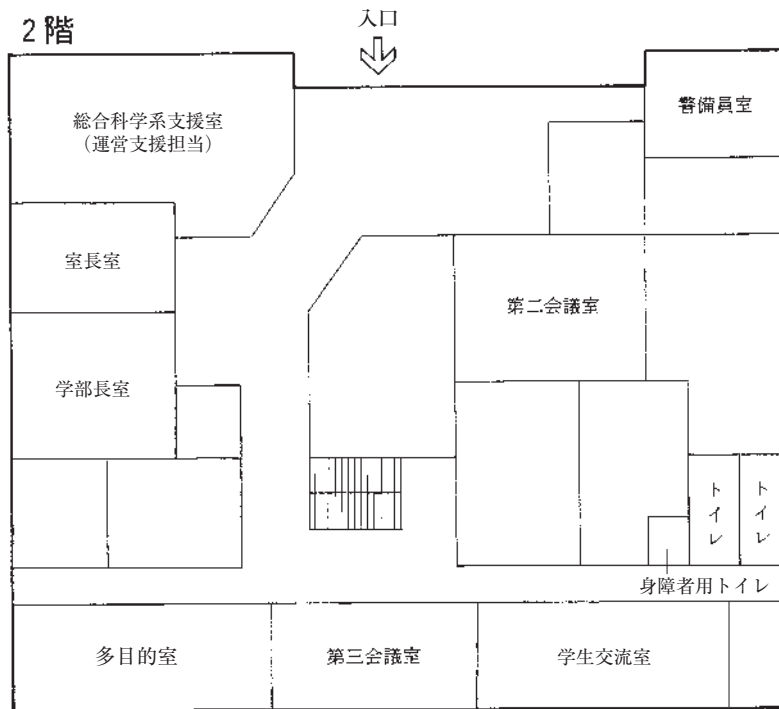 2階
入口
総合科学系支援室
（運営支援担当）
警備員室
室長室
第二会議室
学部長室
トイレ
トイレ
身障者用トイレ
多目的室
第三会議室
学生交流室